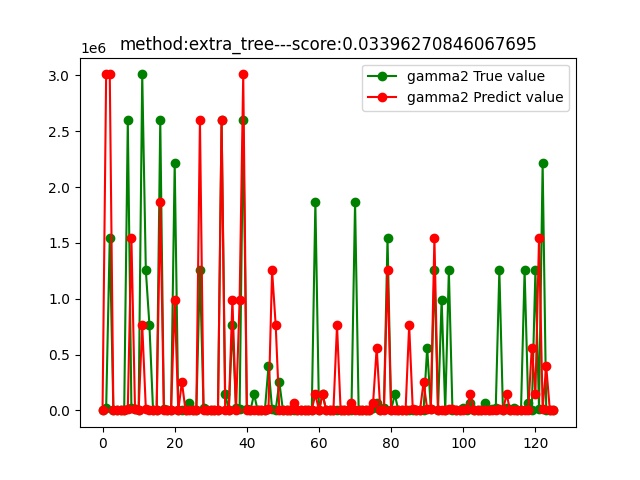 method:extra_tree---score:0.03396270846067695
1e6
gamma2 True value
gamma2 Predict value
3.0
2.5
2.0
1.5
1.0
0.5
0.0
0 20 40 60 80 100 120